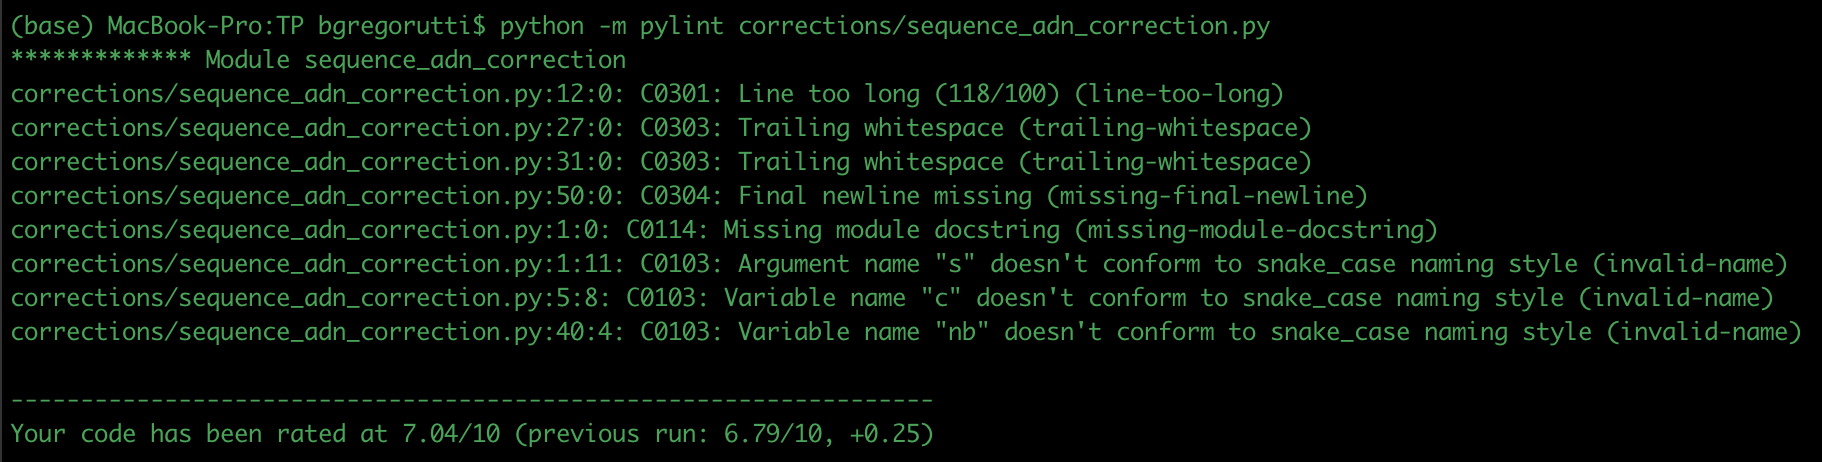 (base) MacBook-Pro:TP bgregorutti$ python -m pylint corrections/sequence_adn_correction.py
************* Module sequence_adn_correction
corrections/sequence_adn_correction.py:12:0: C0301: Line too long (118/100) (line-too-long)
corrections/sequence_adn_correction.py:27:0: C0303: Trailing whitespace (trailing-whitespace)
corrections/sequence_adn_correction.py:31:0: C0303: Trailing whitespace (trailing-whitespace)
corrections/sequence_adn_correction.py:50:0: C0304: Final newline missing (missing-final-newline)
corrections/sequence_adn_correction.py:1:0: C0114: Missing module docstring (missing-module-docstring)
corrections/sequence_adn_correction.py:1:11: C0103: Argument name "s" doesn't conform to snake_case naming style (invalid-name)
corrections/sequence_adn_correction.py:5:8: C0103: Variable name "c" doesn't conform to snake_case naming style (invalid-name)
corrections/sequence_adn_correction.py:40:4: C0103: Variable name "nb" doesn't conform to snake_case naming style (invalid-name)
------------------------------------------------------------------
Your code has been rated at 7.04/10 (previous run: 6.79/10, +0.25)